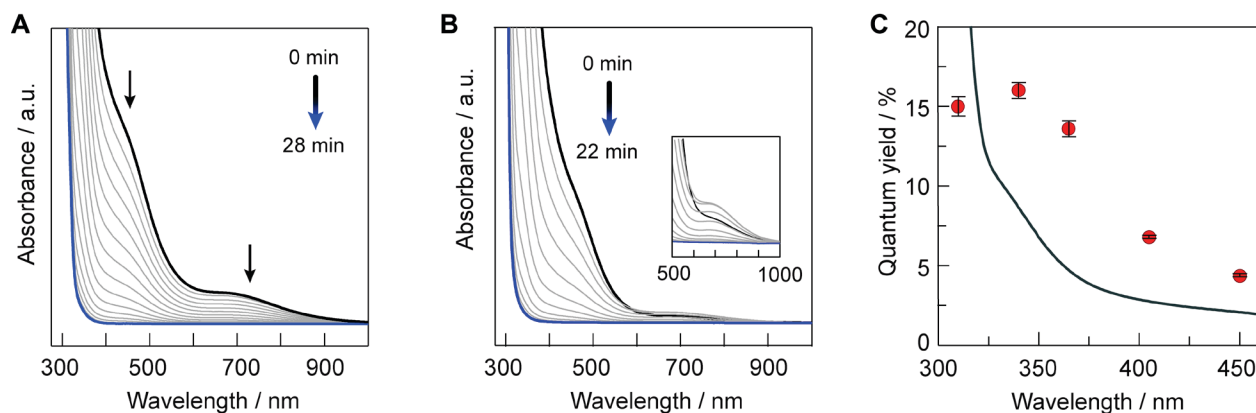 A
Absorbance / a.u.
0 min
28 min
300
500
700
900
Wavelength / nm
B
Absorbance / a.u.
0 min
22 min
500
1000
300
500
700
900
Wavelength / nm
C
Quantum yield / %
20
15
10
5
0
300
350
400
450
Wavelength / nm